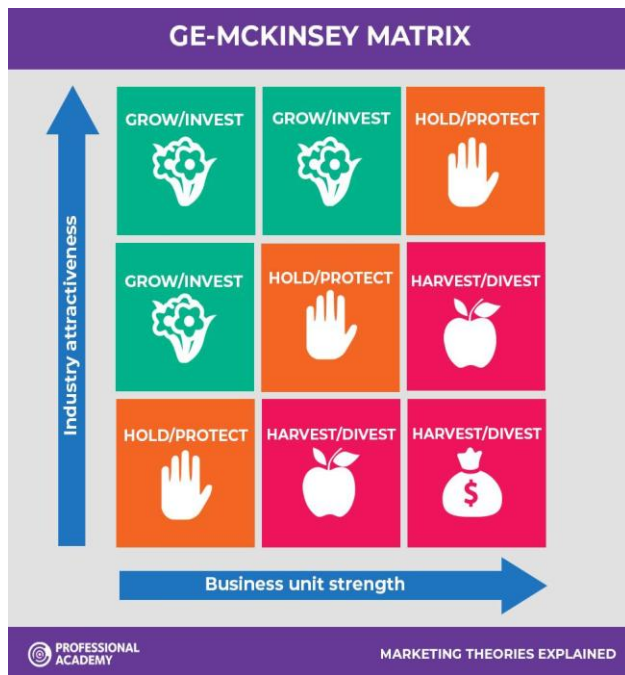 GE-MCKINSEY MATRIX
GROW/INVEST
GROW/INVEST
HOLD/PROTECT
GROW/INVEST
HOLD/PROTECT
HARVEST/DIVEST
HOLD/PROTECT
HARVEST/DIVEST
HARVEST/DIVEST
$
Industry attractiveness
Business unit strength
PROFESSIONAL
ACADEMY
MARKETING THEORIES EXPLAINED